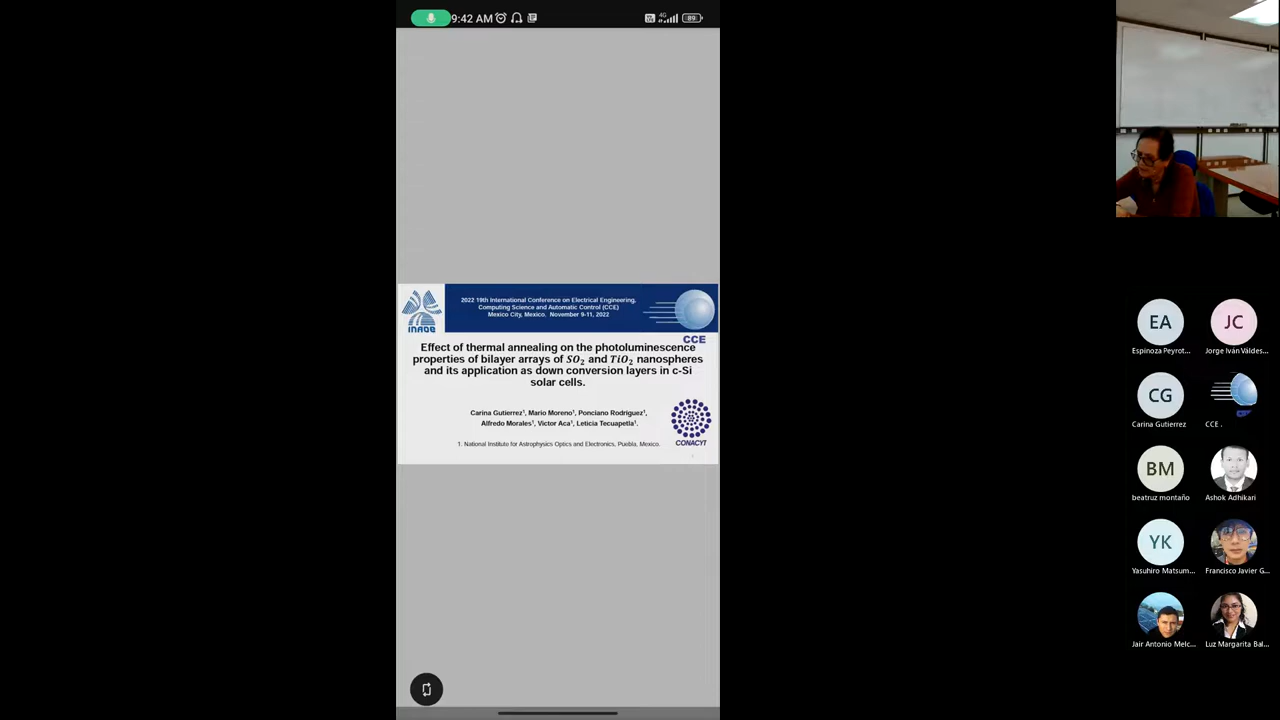 9:42 AM
4G
89
2022 19th International Conference on Electrical Engineering,
Computing Science and Automatic Control (CCE)
Mexico City, Mexico. November 9-11, 2022
INAOE
CCE
Effect of thermal annealing on the photoluminescence
properties of bilayer arrays of SO₂ and TiO₂ nanospheres
and its application as down conversion layers in c-Si
solar cells.
Carina Gutierrez¹, Mario Moreno¹, Ponciano Rodriguez¹,
Alfredo Morales¹, Victor Aca¹, Leticia Tecuapetla¹.
1. National Institute for Astrophysics Optics and Electronics, Puebla, Mexico.
CONACYT
EA
JC
Espinoza Peyrot...
Jorge Iván Váldes...
CG
Carina Gutierrez
CCE .
BM
beatruz montaño
Ashok Adhikari
YK
Yasuhiro Matsum...
Francisco Javier G...
Jair Antonio Melc...
Luz Margarita Bal...